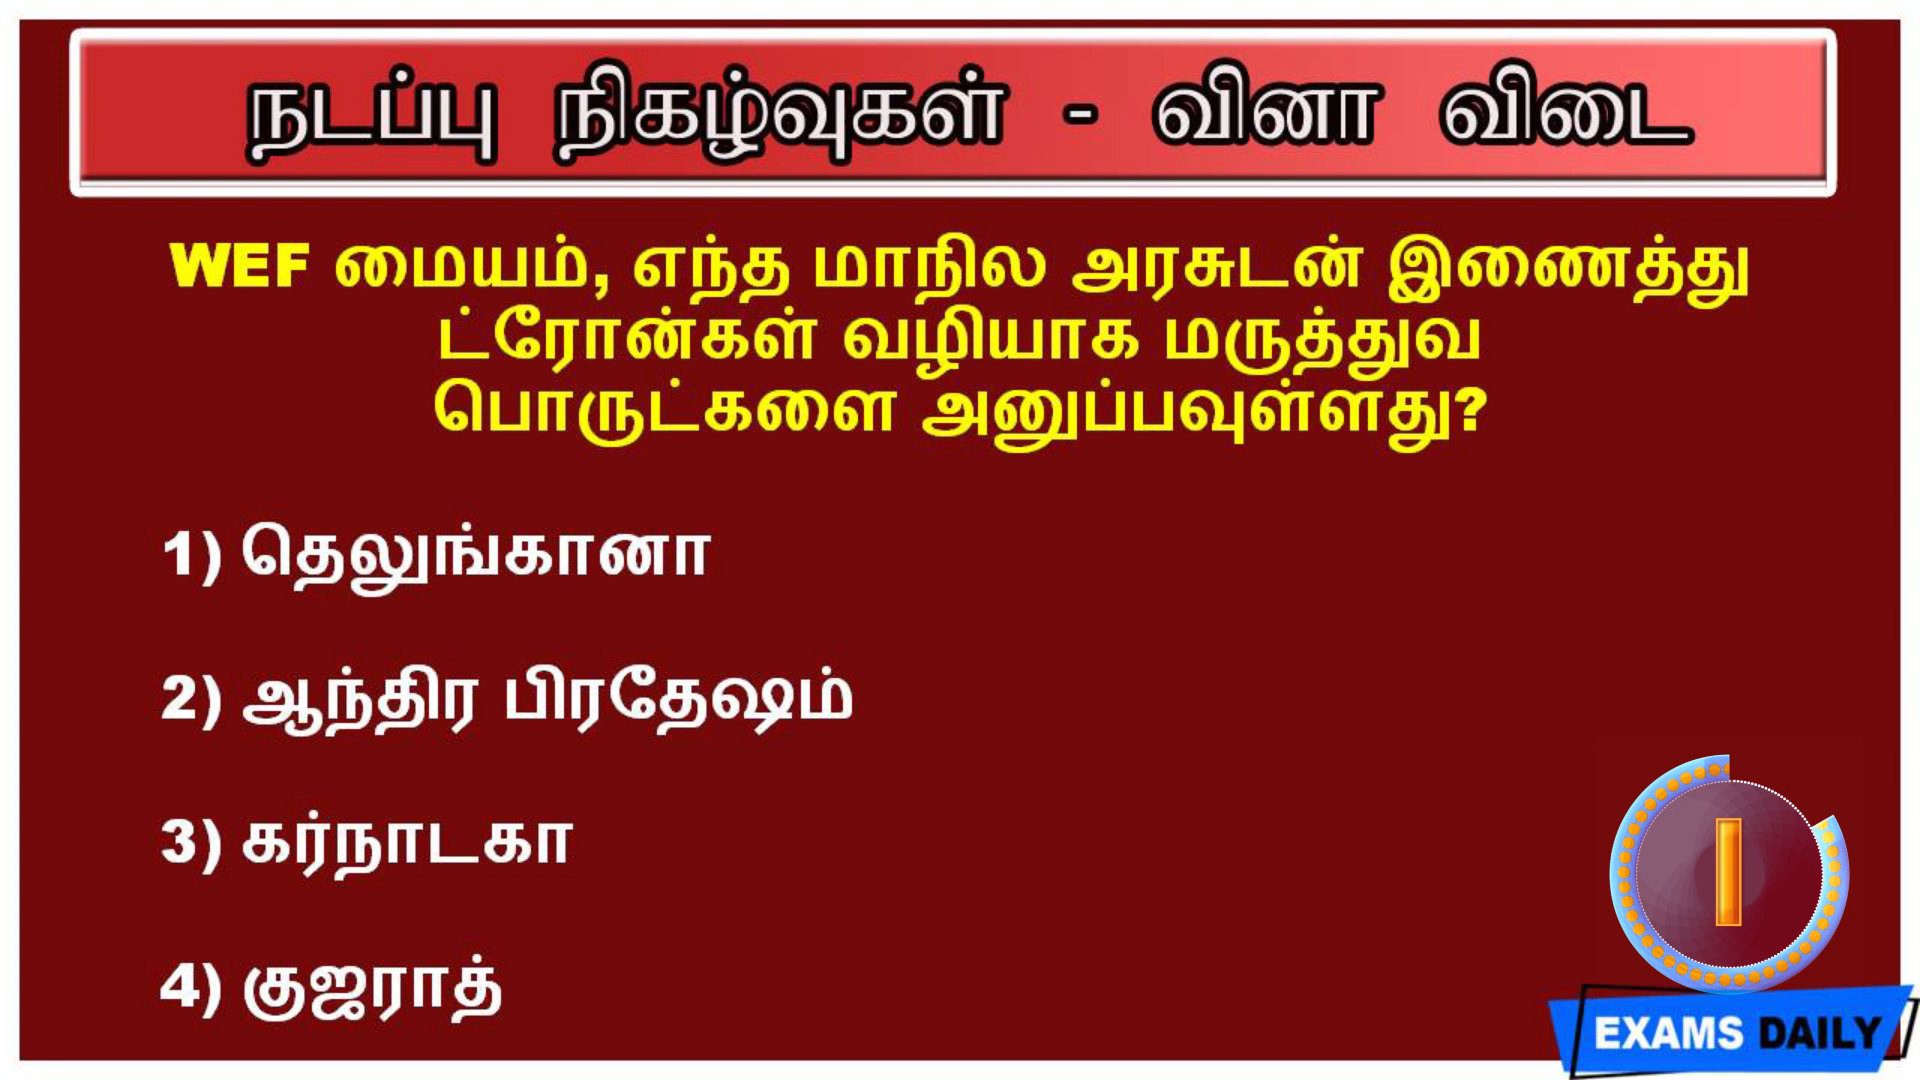 நடப்பு நிகழ்வுகள் - வினா விடை
WEF மையம், எந்த மாநில அரசுடன் இணைத்து
ட்ரோன்கள் வழியாக மருத்துவ
பொருட்களை அனுப்பவுள்ளது?
1) தெலுங்கானா
2) ஆந்திர பிரதேஷம்
3) கர்நாடகா
4) குஜராத்
1
EXAMS DAILY